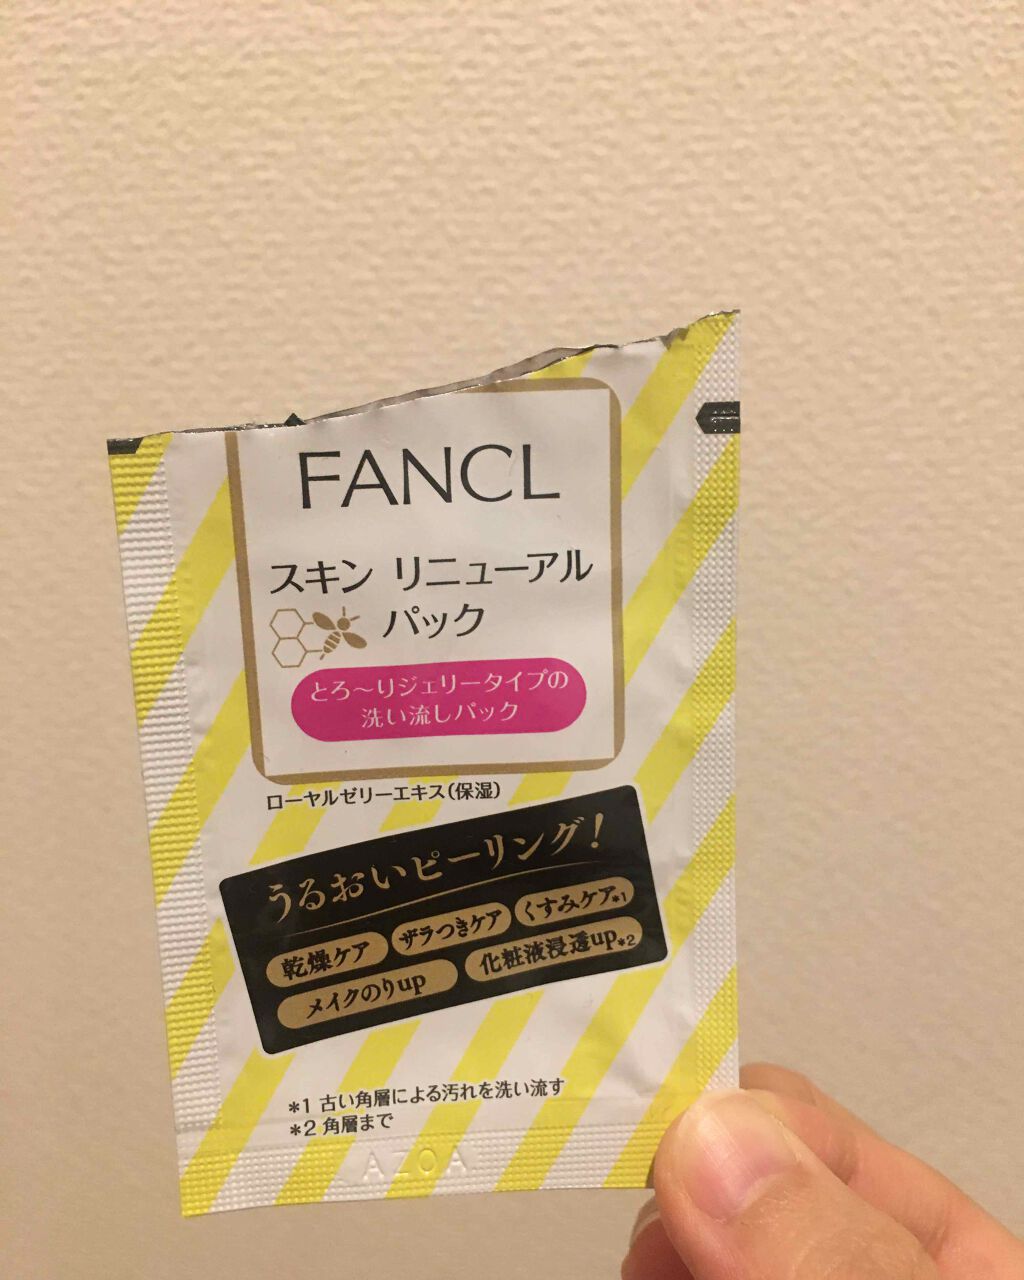 FANCL
スキン リニューアル
パック
とろ〜りジェリータイプの
洗い流しパック
ローヤルゼリーエキス(保湿)
うるおいピーリング!
乾燥ケア ザラつきケア くすみケア*1
メイクのりup 化粧液浸透up*2
*1 古い角層による汚れを洗い流す
*2 角層まで